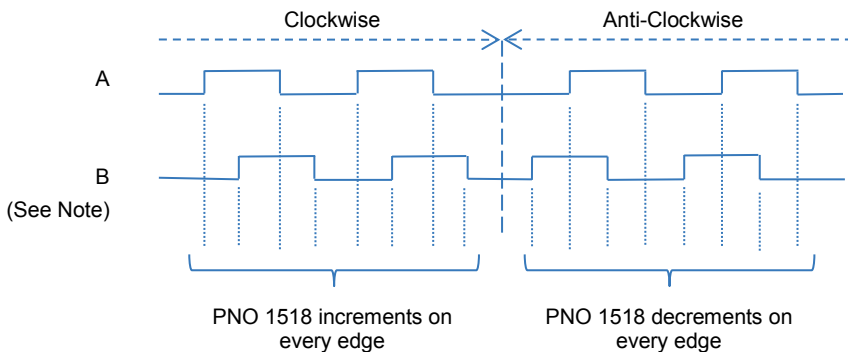 Clockwise
Anti-Clockwise
A
B
(See Note)
PNO 1518 increments on
every edge
PNO 1518 decrements on
every edge